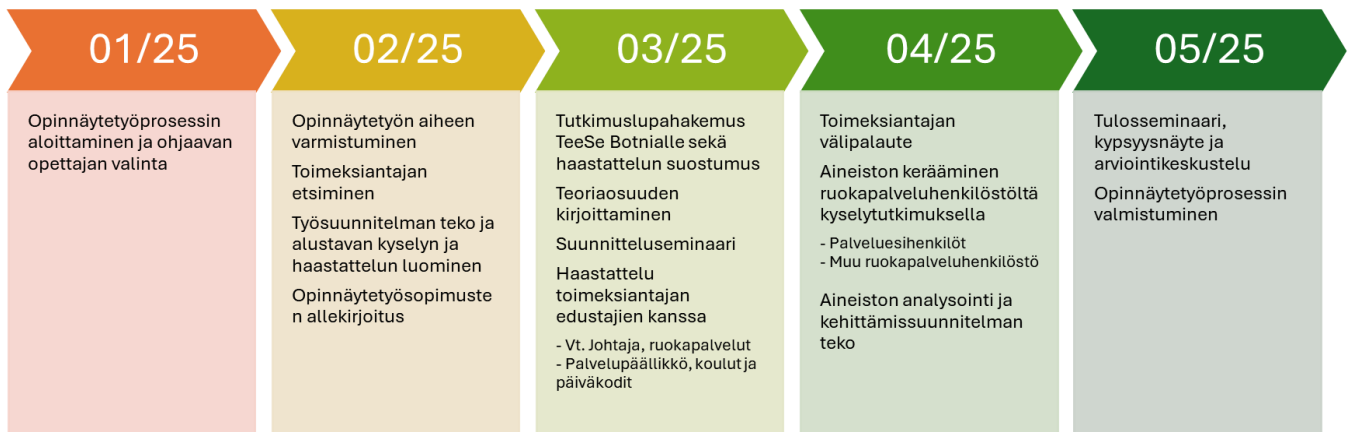 01/25
Opinnäytetyöprosessin
aloittaminen ja ohjaavan
opettajan valinta
02/25
Opinnäytetyön aiheen
varmistuminen
Toimeksiantajan
etsiminen
Työsuunnitelman teko ja
alustavan kyselyn ja
haastattelun luominen
Opinnäytetyösopimuste
n allekirjoitus
03/25
Tutkimuslupahakemus
TeeSe Botnialle sekä
haastattelun suostumus
Teoriaosuuden
kirjoittaminen
Suunnitteluseminaari
Haastattelu
toimeksiantajan
edustajien kanssa
- Vt. Johtaja, ruokapalvelut
- Palvelupäällikkö, koulut ja
päiväkodit
04/25
Toimeksiantajan
välipalaute
Aineiston kerääminen
ruokapalveluhenkilöstöltä
kyselytutkimuksella
- Palveluesihenkilöt
- Muu ruokapalveluhenkilöstö
Aineiston analysointi ja
kehittämissuunnitelman
teko
05/25
Tulosseminaari,
kypsyysnäyte ja
arviointikeskustelu
Opinnäytetyöprosessin
valmistuminen